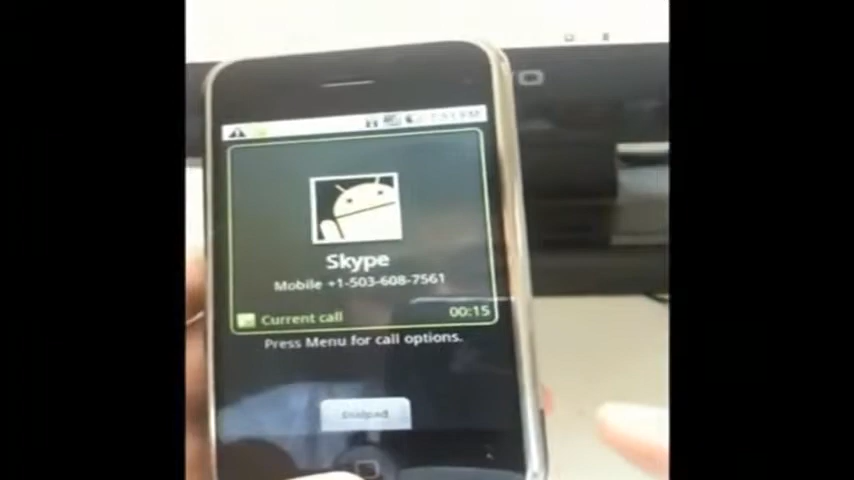 Skype
Mobile +1-503-608-7561
Current call 00:15
Press Menu for call options.